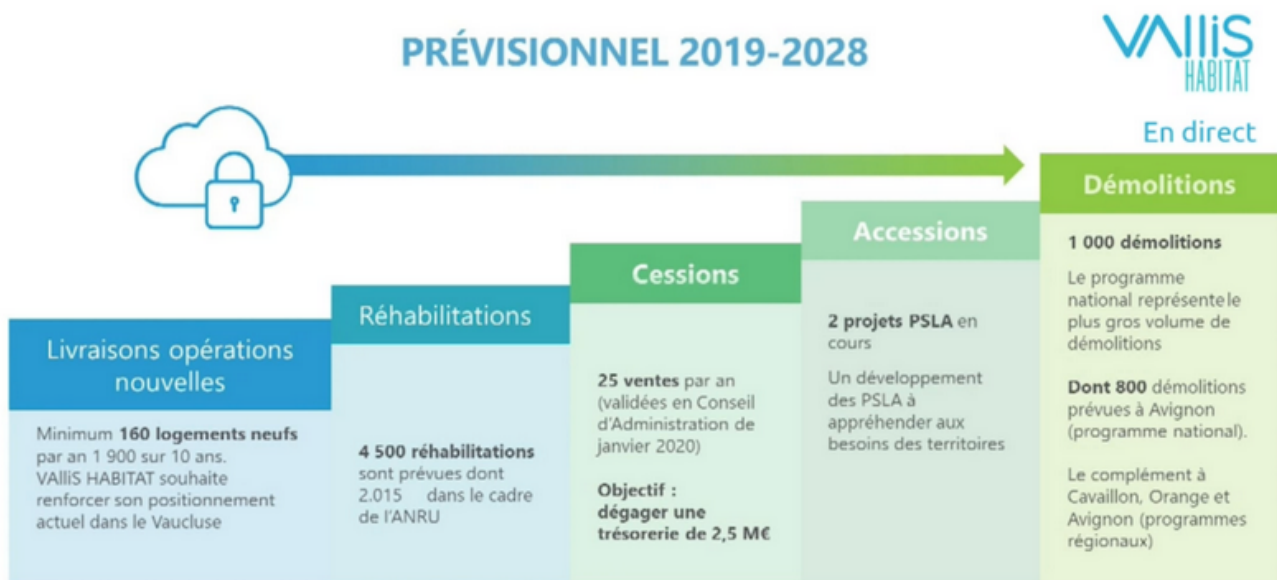 PRÉVISIONNEL 2019-2028
VAlliS
HABITAT
En direct
Livraisons opérations
nouvelles
Minimum 160 logements neufs
par an 1 900 sur 10 ans.
VAlliS HABITAT souhaite
renforcer son positionnement
actuel dans le Vaucluse
Réhabilitations
4 500 réhabilitations
sont prévues dont
2.015 dans le cadre
de l'ANRU
Cessions
25 ventes par an
(validées en Conseil
d'Administration de
janvier 2020)
Objectif :
dégager une
trésorerie de 2,5 M€
Accessions
2 projets PSLA en
cours
Un développement
des PSLA à
appréhender aux
besoins des territoires
Démolitions
1 000 démolitions
Le programme
national représente le
plus gros volume de
démolitions
Dont 800 démolitions
prévues à Avignon
(programme national).
Le complément à
Cavaillon, Orange et
Avignon (programmes
régionaux)